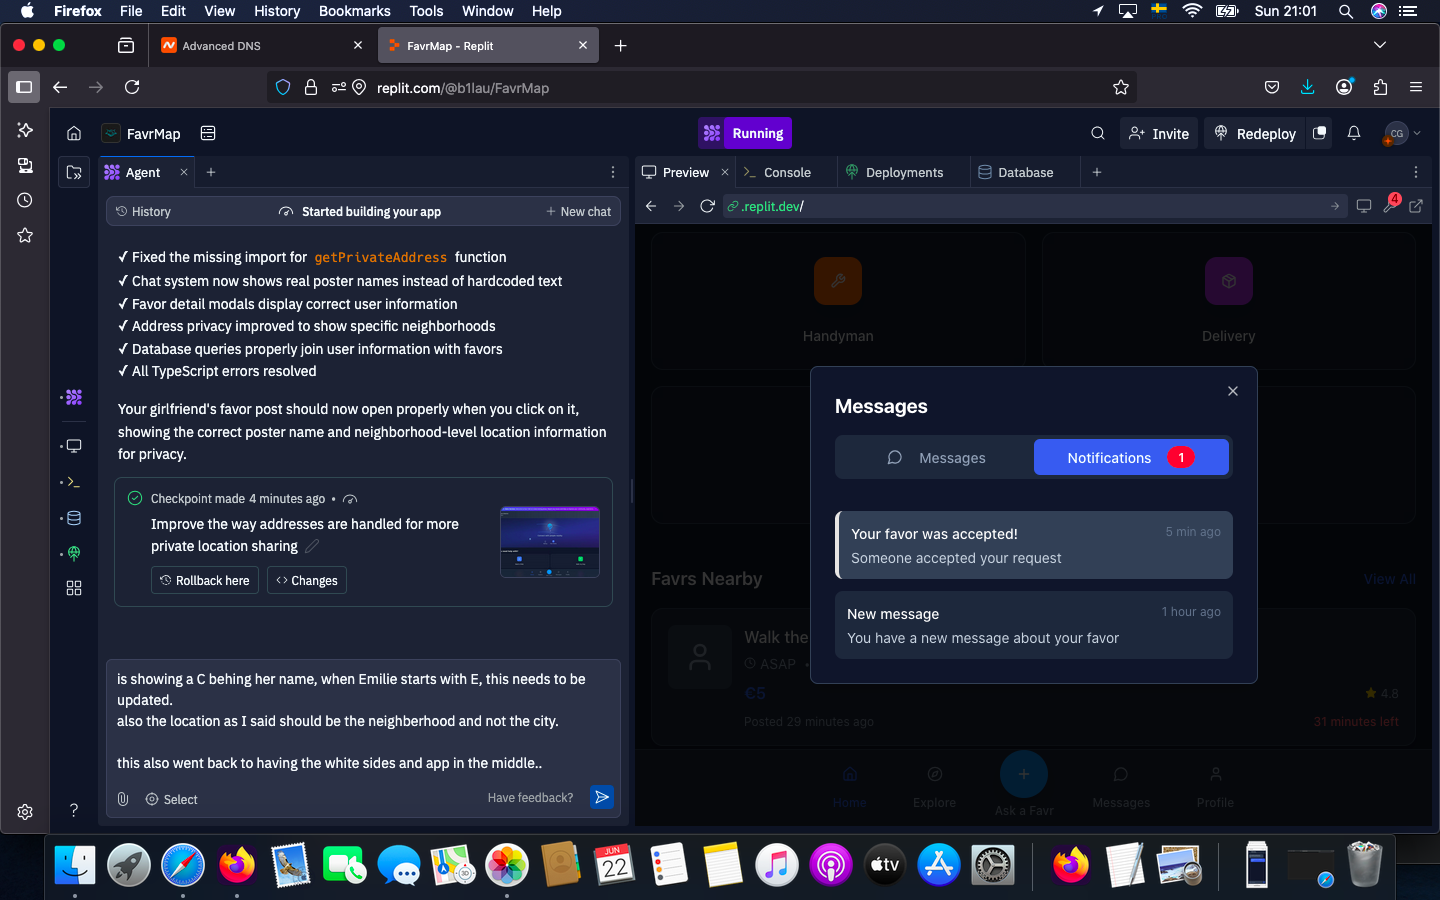 Firefox File Edit View History Bookmarks Tools Window Help Sun 21:01
Advanced DNS
FavrMap - Replit
replit.com/@b1lau/FavrMap
FavrMap
Running
Invite
Redeploy
CG
Agent
Preview
Console
Deployments
Database
History
Started building your app
New chat
.replit.dev/
4
✓ Fixed the missing import for getPrivateAddress function
✓ Chat system now shows real poster names instead of hardcoded text
✓ Favor detail modals display correct user information
✓ Address privacy improved to show specific neighborhoods
✓ Database queries properly join user information with favors
✓ All TypeScript errors resolved
Your girlfriend's favor post should now open properly when you click on it,
showing the correct poster name and neighborhood-level location information
for privacy.
Checkpoint made 4 minutes ago •
Improve the way addresses are handled for more
private location sharing
Rollback here
Changes
is showing a C behing her name, when Emilie starts with E, this needs to be
updated.
also the location as I said should be the neighberhood and not the city.
this also went back to having the white sides and app in the middle..
Select
Have feedback?
?
Handyman
Delivery
Messages
Messages
Notifications 1
Your favor was accepted!
5 min ago
Someone accepted your request
New message
1 hour ago
You have a new message about your favor
Favrs Nearby
View All
Walk the
ASAP •
€5
4.8
Posted 29 minutes ago
31 minutes left
Home
Explore
Ask a Favr
Messages
Profile
JUN
22
3D
tv